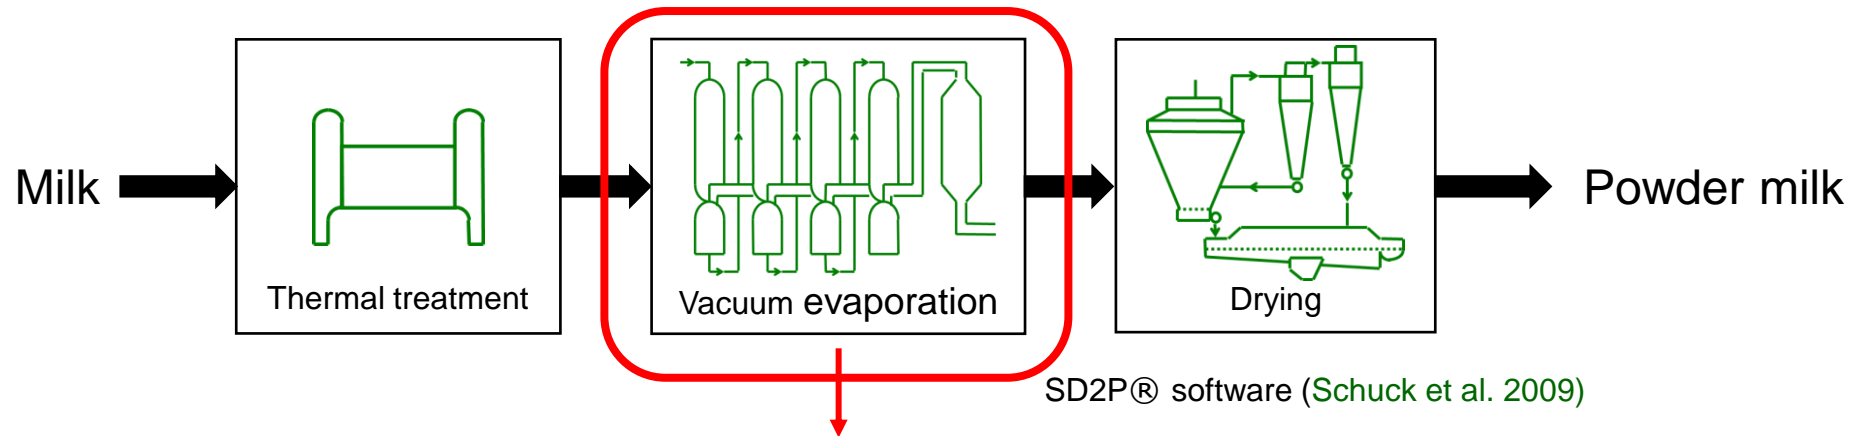 Milk
Thermal treatment
Vacuum evaporation
Drying
Powder milk
SD2P® software (Schuck et al. 2009)